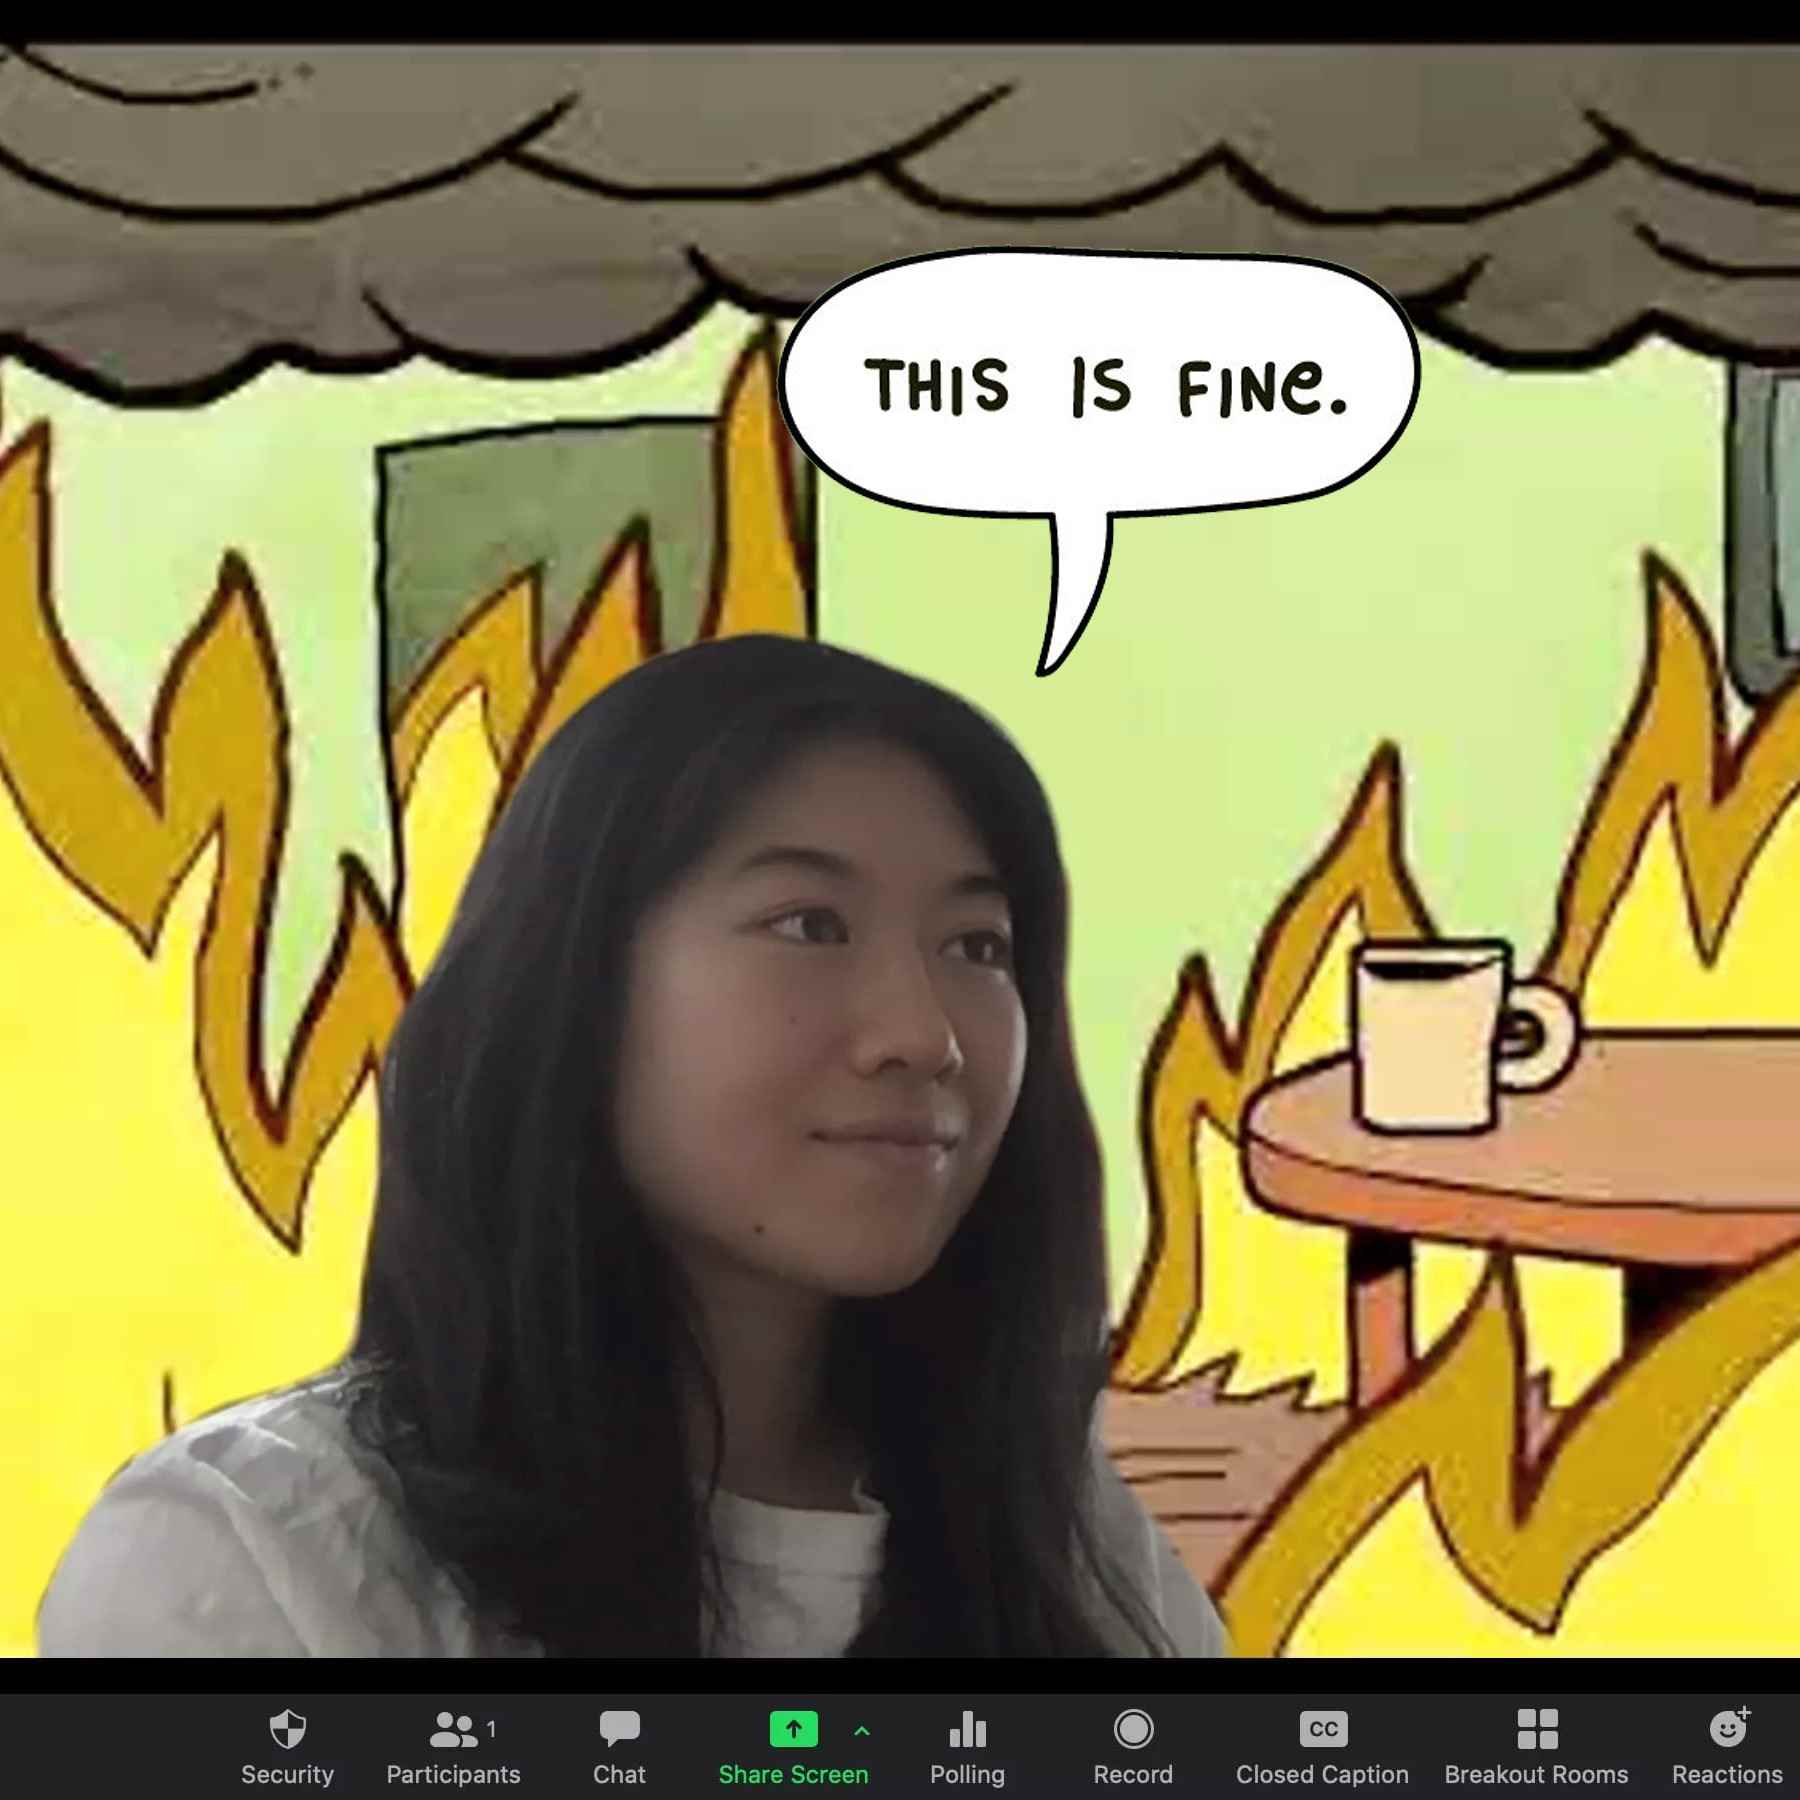 THIS IS FINe.
1
Security
Participants
Chat
Share Screen
Polling
Record
CC
Closed Caption
Breakout Rooms
Reactions